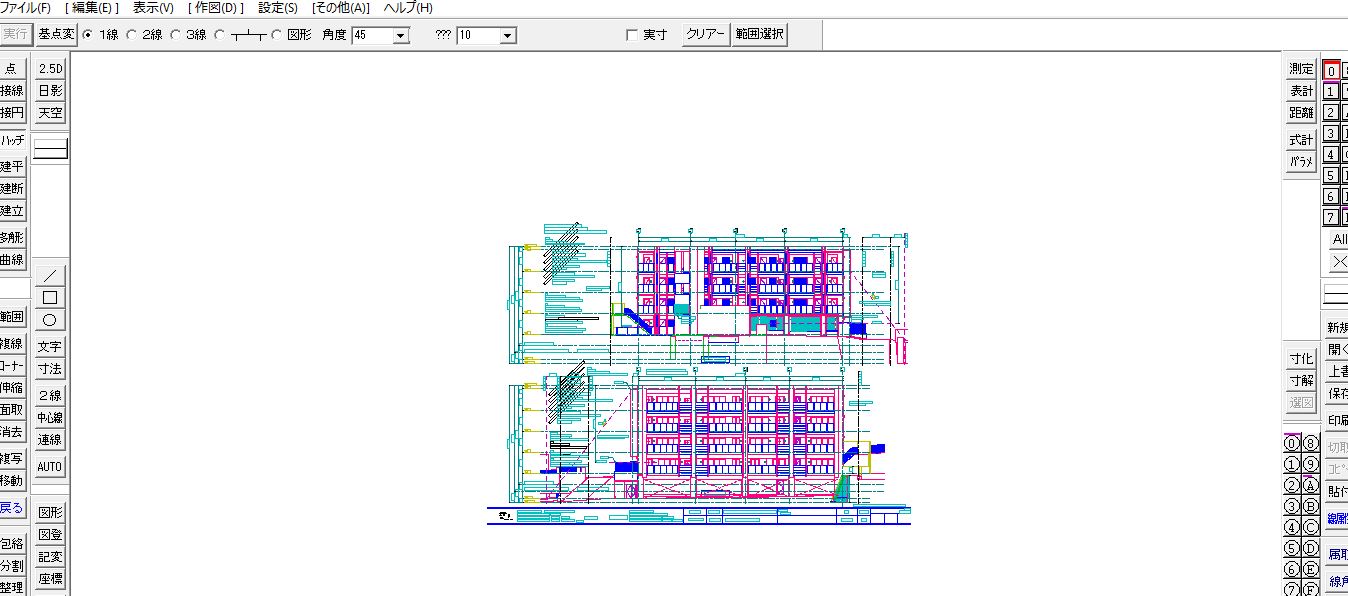 ファイル(F) [ 編集(E) ] 表示(V) [ 作図(D) ] 設定(S) [その他(A)] ヘルプ(H)
実行 基点変 1線 2線 3線 図形 角度 45 ??? 10 実寸 クリアー 範囲選択
点
接線
接円
ハッチ
建平
建断
建立
多角形
曲線
範囲
複線
コーナー
伸縮
面取
消去
複写
移動
戻る
包絡
分割
整理
2.5D
日影
天空
文字
寸法
２線
中心線
連線
AUTO
図形
図登
記変
座標
測定
表計
距離
式計
パラメ
寸化
寸解
選図
0
1
2
3
4
5
6
7
All
×
0 8
1 9
2 A
3 B
4 C
5 D
6 E
7 F
新規
開く
上書
保存
印刷
切取
コピー
貼付
属取
線角